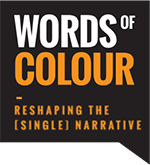 WORDS OF
COLOUR
RESHAPING THE
[SINGLE] NARRATIVE